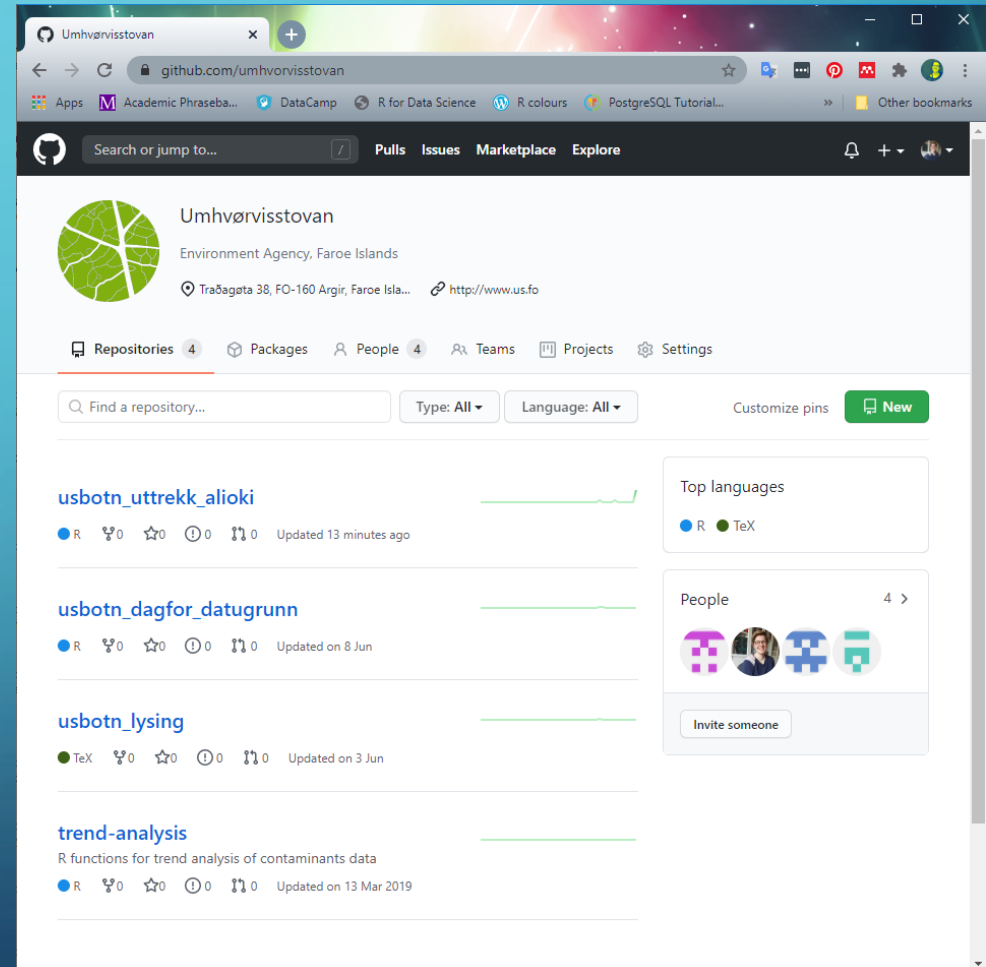 Umhvørvisstovan
github.com/umhvorvisstovan
Apps Academic Phraseba... DataCamp R for Data Science R colours PostgreSQL Tutorial... » Other bookmarks
Search or jump to... / Pulls Issues Marketplace Explore
Umhvørvisstovan
Environment Agency, Faroe Islands
Traðagøta 38, FO-160 Argir, Faroe Isla... http://www.us.fo
Repositories 4 Packages People 4 Teams Projects Settings
Find a repository... Type: All Language: All Customize pins New
usbotn_uttrekk_alioki
R 0 0 0 0 Updated 13 minutes ago
usbotn_dagfor_datugrunn
R 0 0 0 0 Updated on 8 Jun
usbotn_lysing
TeX 0 0 0 0 Updated on 3 Jun
trend-analysis
R functions for trend analysis of contaminants data
R 0 0 0 0 Updated on 13 Mar 2019
Top languages
R TeX
People 4
Invite someone